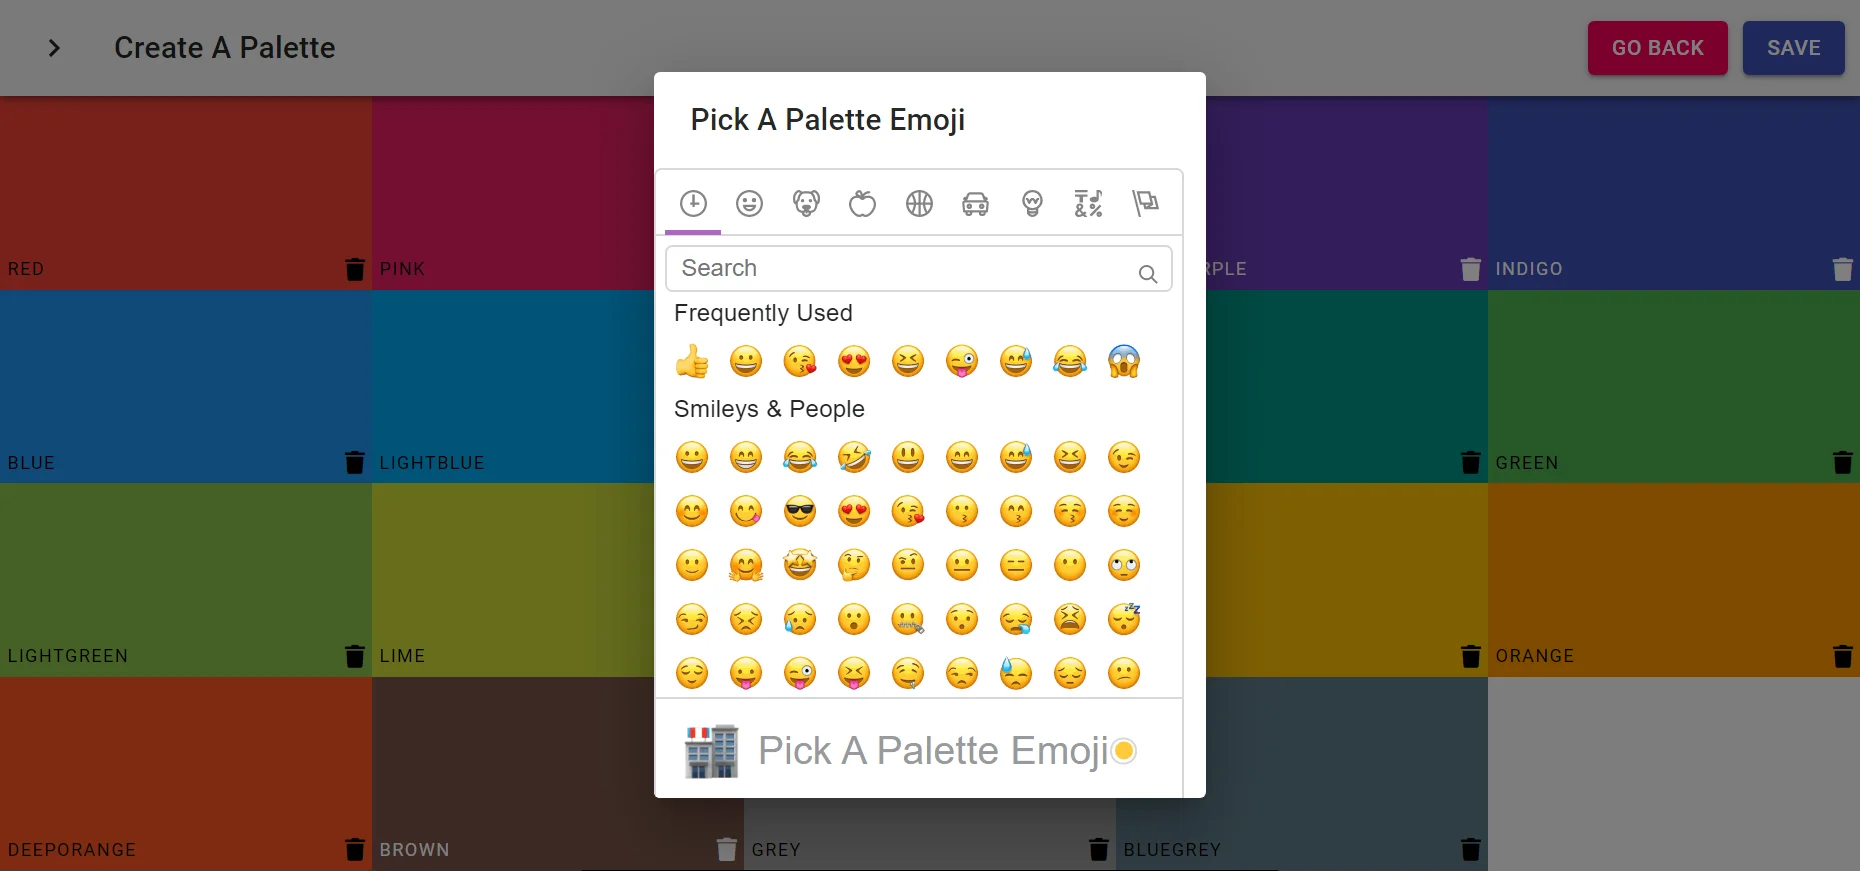 Create A Palette
GO BACK
SAVE
Pick A Palette Emoji
Search
Frequently Used
Smileys & People
Pick A Palette Emoji
RED
PINK
RPLE
INDIGO
BLUE
LIGHTBLUE
GREEN
LIGHTGREEN
LIME
ORANGE
DEEPORANGE
BROWN
GREY
BLUEGREY